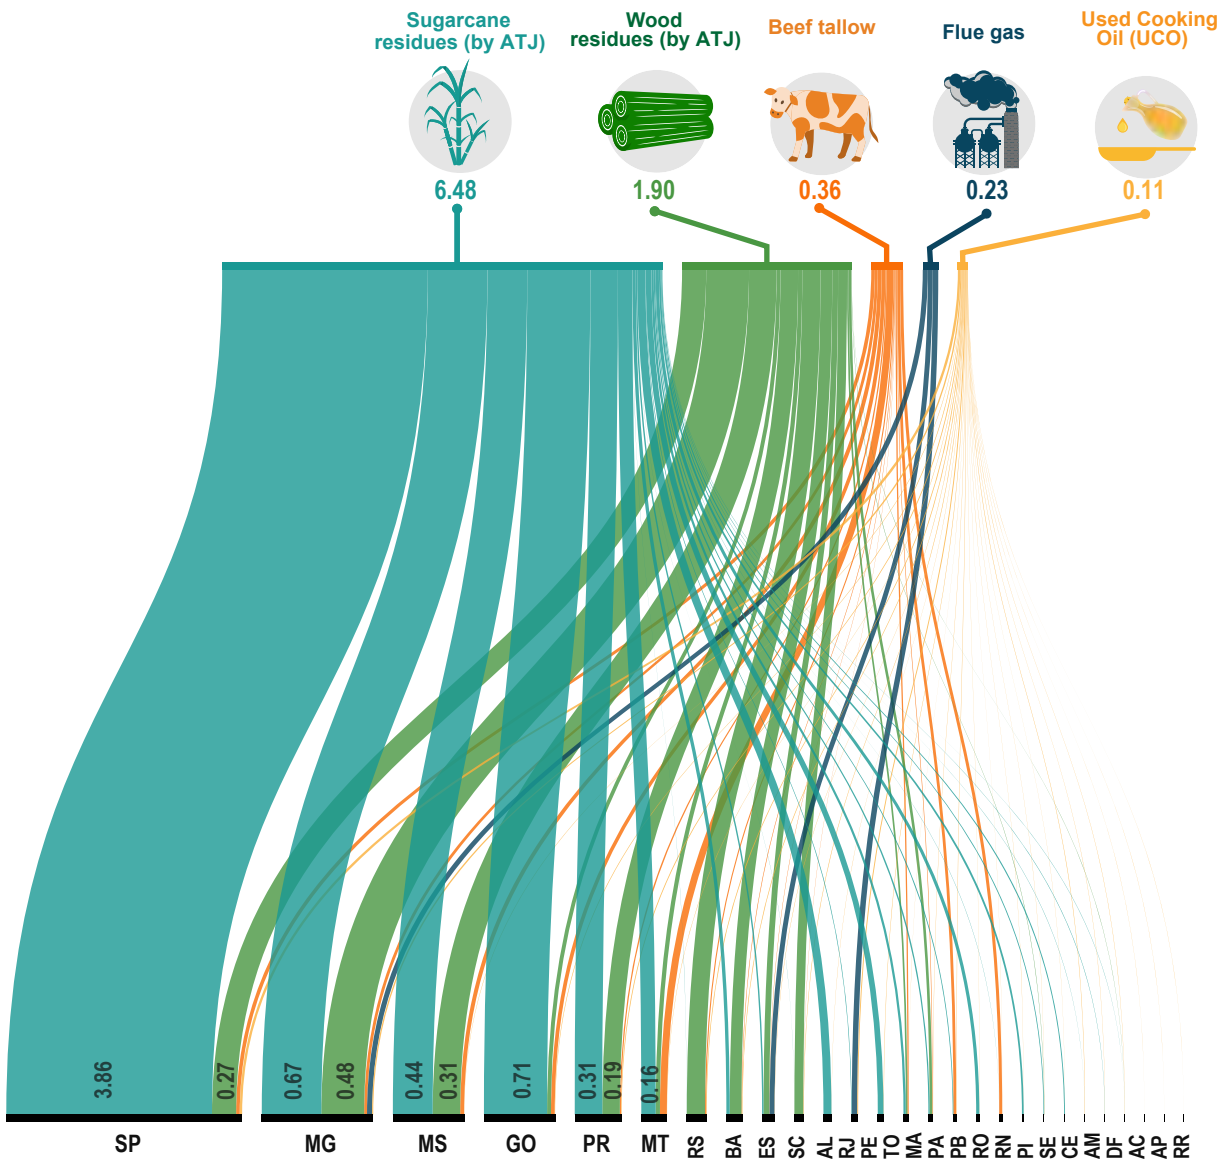 Sugarcane
residues (by ATJ)
Wood
residues (by ATJ)
Beef tallow
Flue gas
Used Cooking
Oil (UCO)
6.48
1.90
0.36
0.23
0.11
3.86
0.27
0.67
0.48
0.44
0.31
0.71
0.31
0.19
0.16
SP
MG
MS
GO
PR
MT
RS
BA
ES
SC
AL
RJ
PE
TO
MA
PA
PB
RO
RN
PI
SE
CE
AM
DF
AC
AP
RR